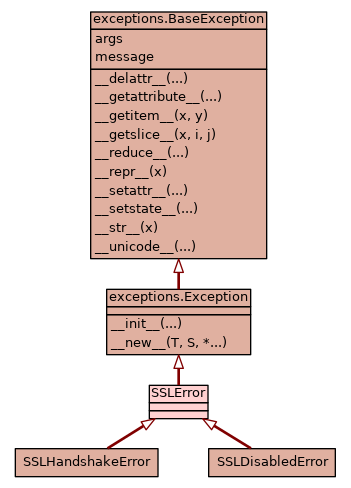 exceptions.BaseException
args
message
__delattr__(...)
__getattribute__(...)
__getitem__(x, y)
__getslice__(x, i, j)
__reduce__(...)
__repr__(x)
__setattr__(...)
__setstate__(...)
__str__(x)
__unicode__(...)
exceptions.Exception
__init__(...)
__new__(T, S, *...)
SSLError
SSLHandshakeError
SSLDisabledError